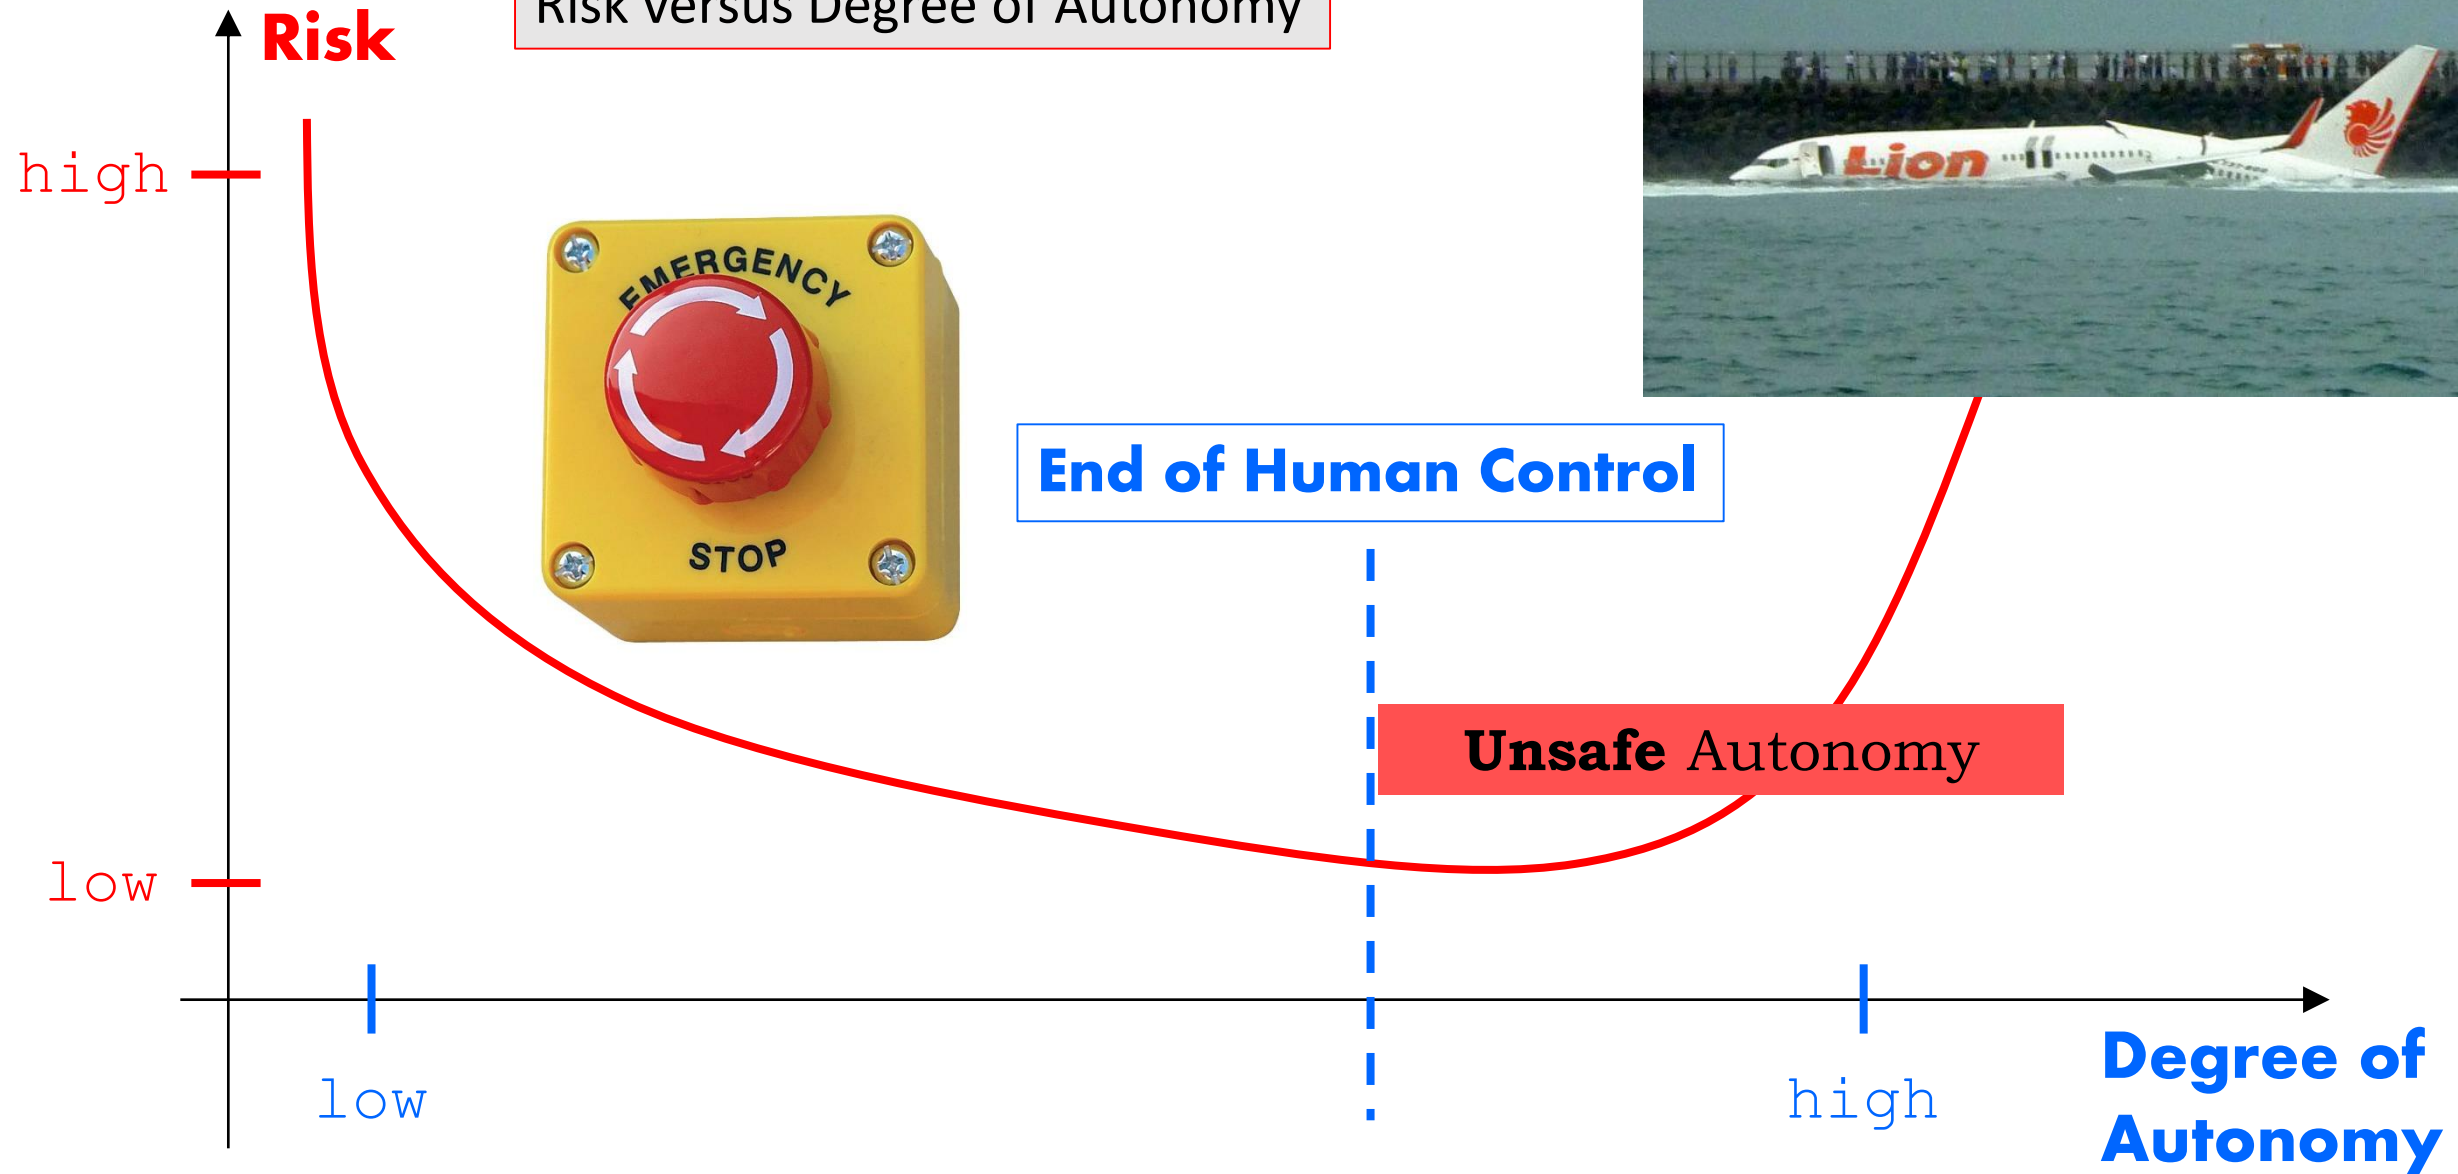 Risk Versus Degree of Autonomy
Risk
high
EMERGENCY
STOP
Lion
End of Human Control
Unsafe Autonomy
low
low
high
Degree of
Autonomy